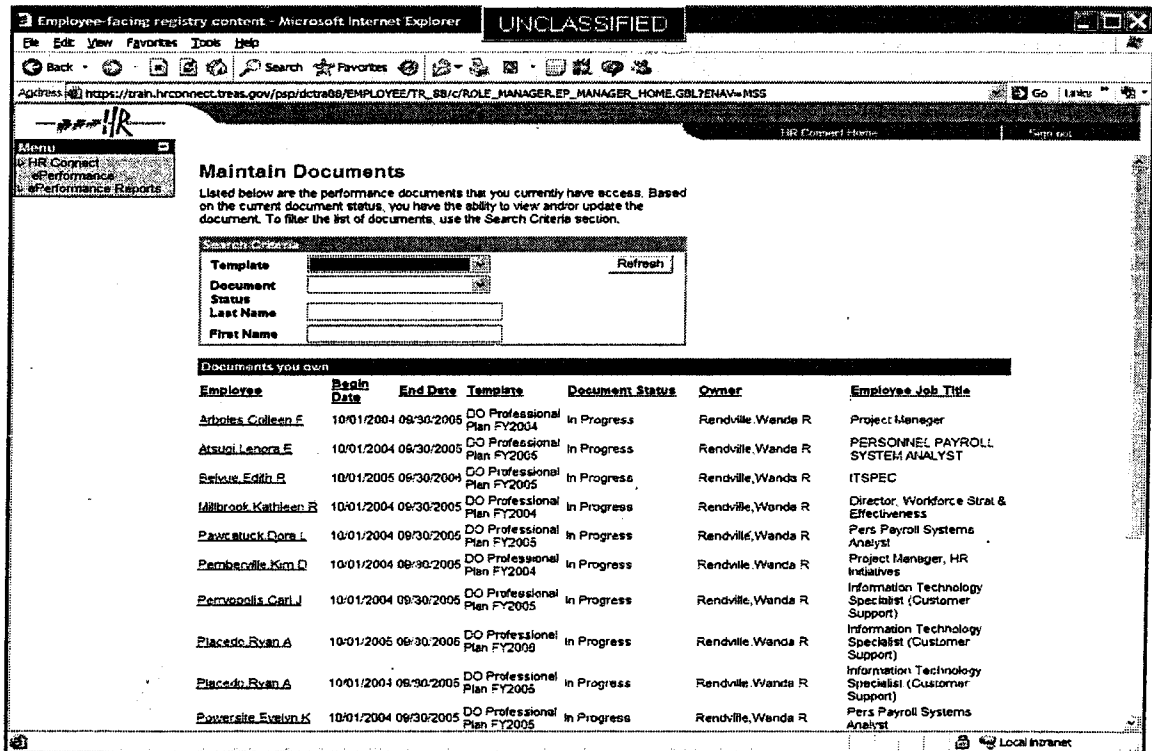 Employee-facing registry content - Microsoft Internet Explorer
UNCLASSIFIED
File Edit View Favorites Tools Help
Back Search Favorites
Address https://train.hrconnect.treas.gov/psp/dctra88/EMPLOYEE/TR_88/c/ROLE_MANAGER.EP_MANAGER_HOME.GBL?ENAV=MSS Go Links
HR
HR Connect Home Sign out
Menu
HR Connect
ePerformance
ePerformance Reports
Maintain Documents
Listed below are the performance documents that you currently have access. Based
on the current document status, you have the ability to view and/or update the
document. To filter the list of documents, use the Search Criteria section.
Search Criteria
Template Refresh
Document
Status
Last Name
First Name
Documents you own
Employee Begin Date End Date Template Document Status Owner Employee Job Title
Arboles,Colleen F 10/01/2004 09/30/2005 DO Professional Plan FY2004 In Progress Rendville,Wanda R Project Manager
Atsugi,Lenora E 10/01/2004 09/30/2005 DO Professional Plan FY2005 In Progress Rendville,Wanda R PERSONNEL PAYROLL SYSTEM ANALYST
Belvue,Edith R 10/01/2005 09/30/2004 DO Professional Plan FY2004 In Progress Rendville,Wanda R ITSPEC
Millbrook,Kathleen R 10/01/2004 09/30/2005 DO Professional Plan FY2004 In Progress Rendville,Wanda R Director, Workforce Strat & Effectiveness
Pawcatuck,Dora L 10/01/2004 09/30/2005 DO Professional Plan FY2005 In Progress Rendville,Wanda R Pers Payroll Systems Analyst
Pemberville,Kim D 10/01/2004 09/30/2005 DO Professional Plan FY2004 In Progress Rendville,Wanda R Project Manager, HR Initiatives
Perryopolis,Carl J 10/01/2004 09/30/2005 DO Professional Plan FY2005 In Progress Rendville,Wanda R Information Technology Specialist (Customer Support)
Placedo,Ryan A 10/01/2005 09/30/2006 DO Professional Plan FY2006 In Progress Rendville,Wanda R Information Technology Specialist (Customer Support)
Placedo,Ryan A 10/01/2004 09/30/2005 DO Professional Plan FY2005 In Progress Rendville,Wanda R Information Technology Specialist (Customer Support)
Powersite,Evelyn K 10/01/2004 09/30/2005 DO Professional Plan FY2005 In Progress Rendville,Wanda R Pers Payroll Systems Analyst
Local intranet